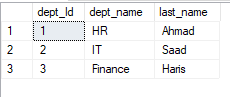 dept_Id dept_name last_name
1 1 HR Ahmad
2 2 IT Saad
3 3 Finance Haris